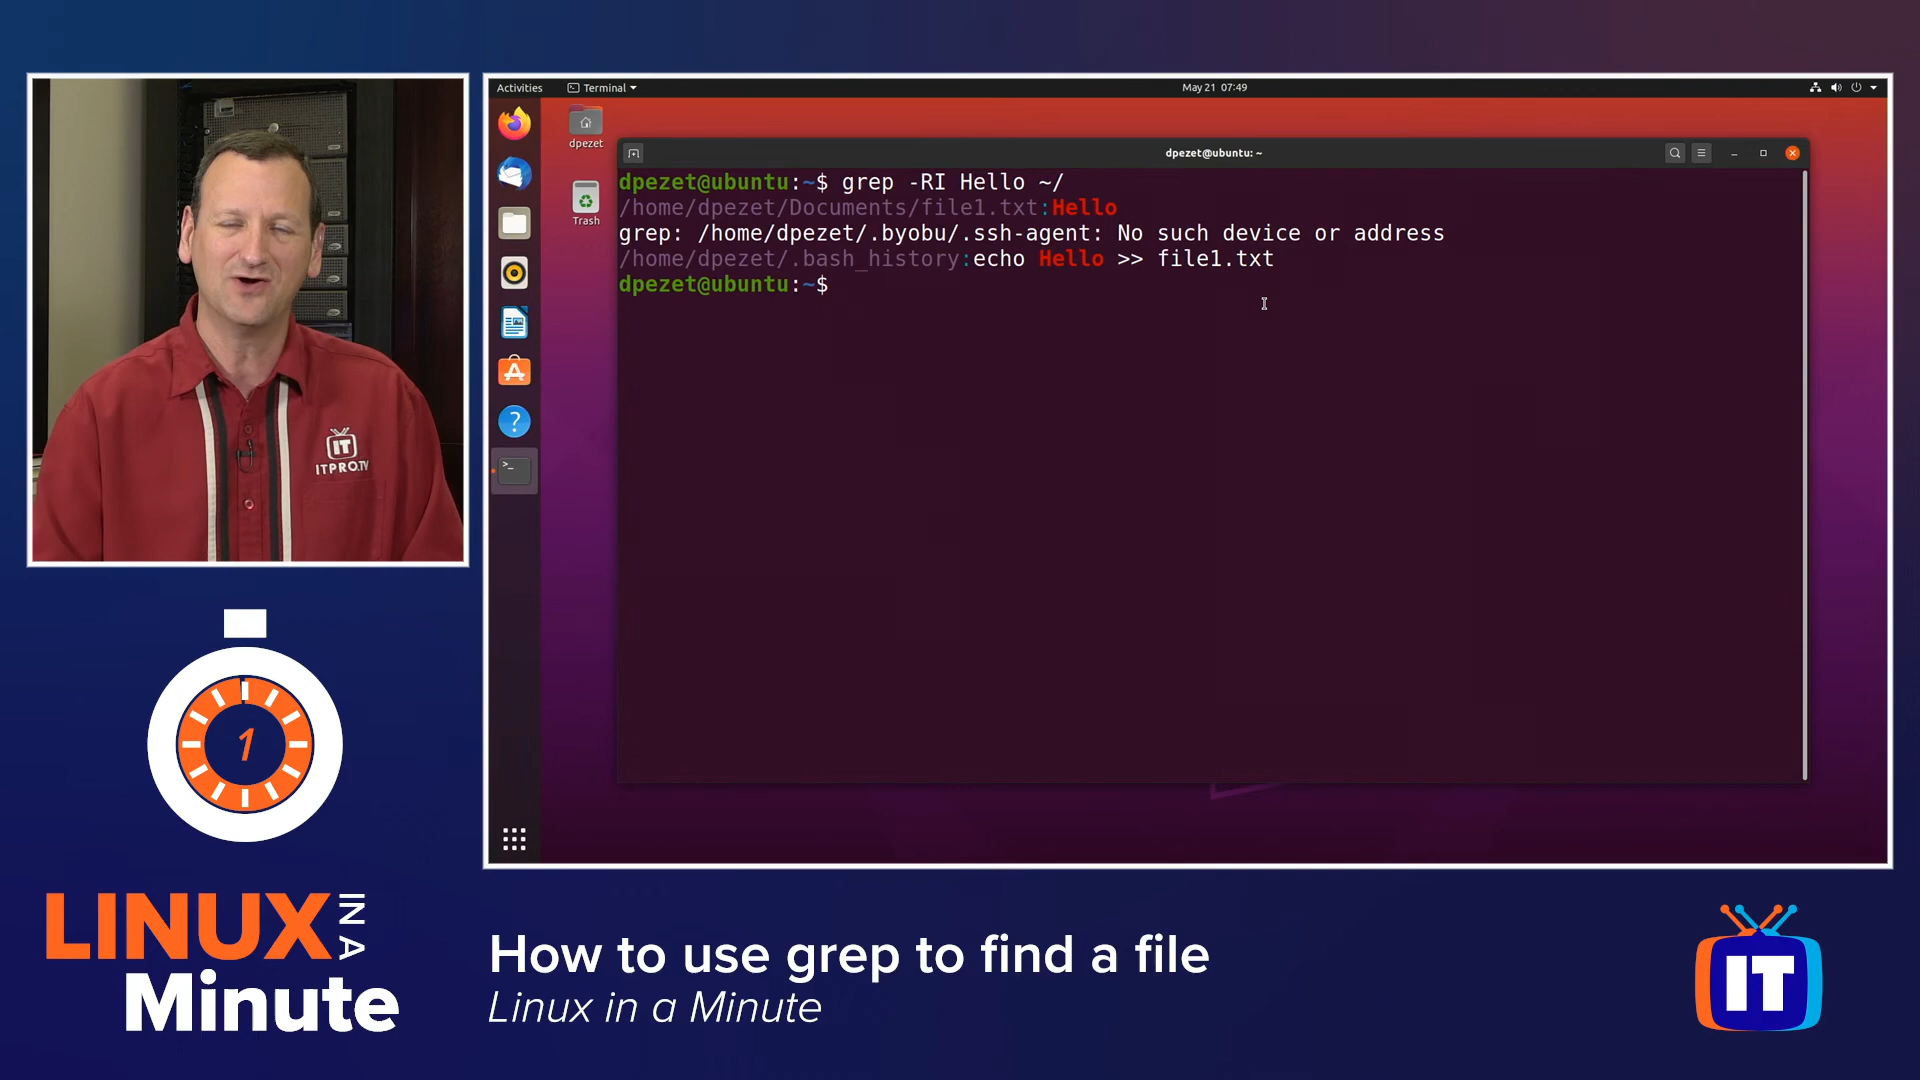 Activities
Terminal
May 21 07:49
dpezet
Trash
dpezet@ubuntu: ~
dpezet@ubuntu:~$ grep -RI Hello ~/
/home/dpezet/Documents/file1.txt:Hello
grep: /home/dpezet/.byobu/.ssh-agent: No such device or address
/home/dpezet/.bash_history:echo Hello >> file1.txt
dpezet@ubuntu:~$
IT
ITPRO.TV
1
LINUX IN A
Minute
How to use grep to find a file
Linux in a Minute
IT